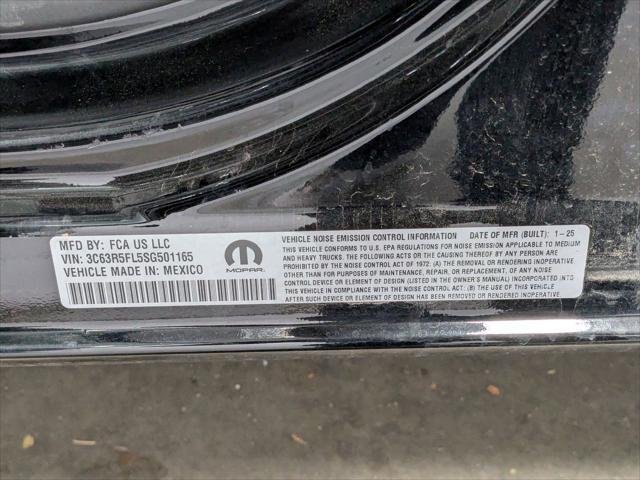 MFD BY: FCA US LLC
VIN: 3C63R5FL5SG501165
VEHICLE MADE IN: MEXICO
MOPAR
VEHICLE NOISE EMISSION CONTROL INFORMATION DATE OF MFR (BUILT): 1-25
THIS VEHICLE CONFORMS TO U.S. EPA REGULATIONS FOR NOISE EMISSION APPLICABLE TO MEDIUM
AND HEAVY TRUCKS. THE FOLLOWING ACTS OR THE CAUSING THEREOF BY ANY PERSON
ARE PROHIBITED BY THE NOISE CONTROL ACT OF 1972: (A) THE REMOVAL OR RENDERING INOPERATIVE
OTHER THAN FOR PURPOSES OF MAINTENANCE, REPAIR, OR REPLACEMENT, OF ANY NOISE CONTROL
DEVICE OR ELEMENT OF DESIGN (LISTED IN THE OWNER'S MANUAL) INCORPORATED INTO
THIS VEHICLE IN COMPLIANCE WITH THE NOISE CONTROL ACT: (B) THE USE OF THIS VEHICLE
AFTER SUCH DEVICE OR ELEMENT OF DESIGN HAS BEEN REMOVED OR RENDERED INOPERATIVE